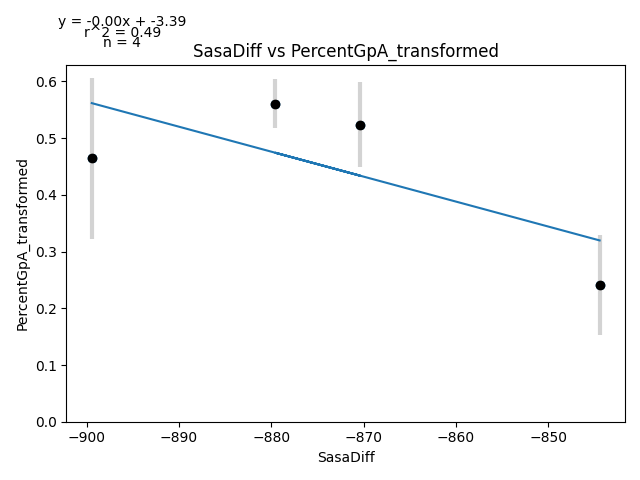 y = -0.00x + -3.39
r^2 = 0.49
n = 4
SasaDiff vs PercentGpA_transformed
PercentGpA_transformed
0.6
0.5
0.4
0.3
0.2
0.1
0.0
−900
−890
−880
−870
−860
−850
SasaDiff